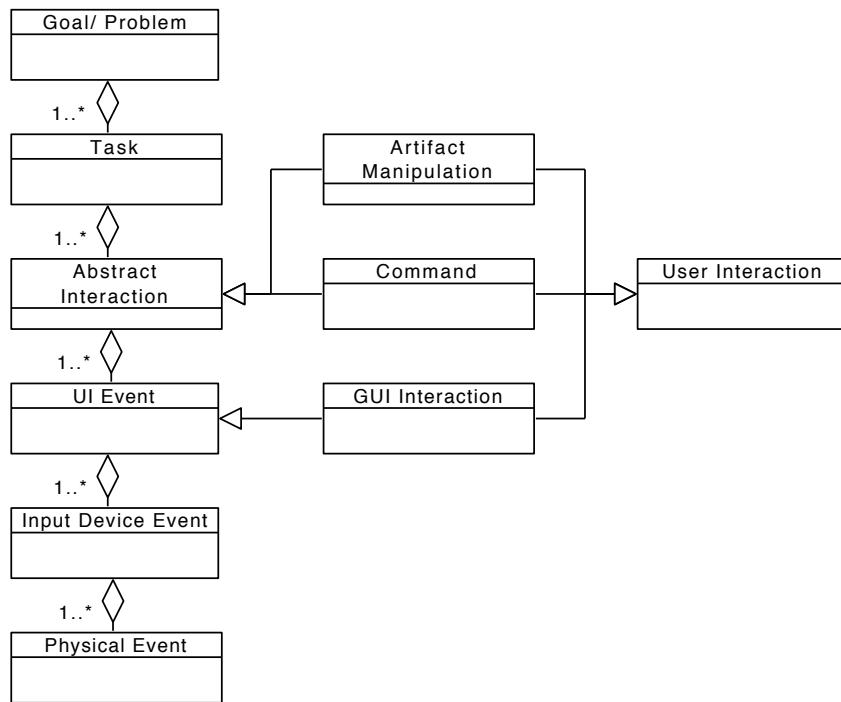 Goal/ Problem
1..*
Task
Artifact
Manipulation
1..*
Abstract
Interaction
Command
User Interaction
1..*
UI Event
GUI Interaction
1..*
Input Device Event
1..*
Physical Event